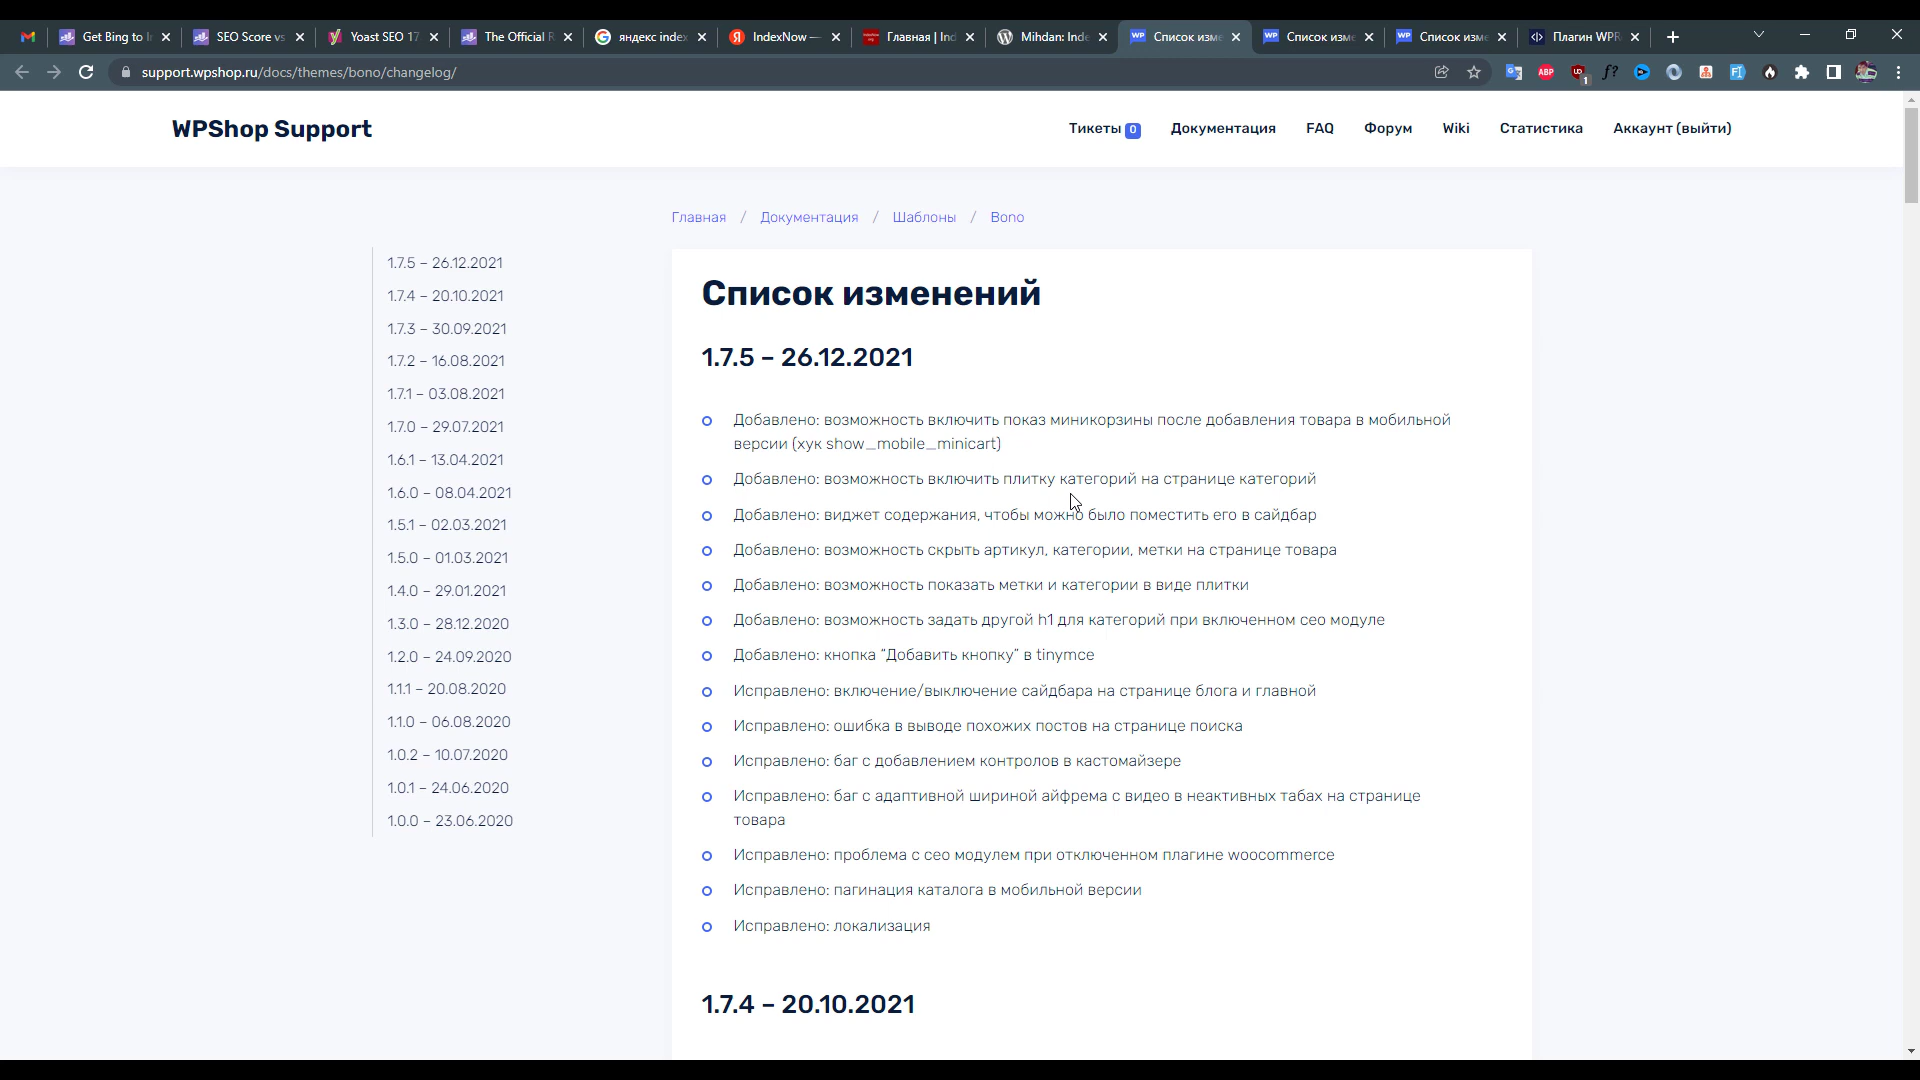 Get Bing to I
SEO Score vs
Yoast SEO 17
The Official R
яндекс index
IndexNow —
Главная | Ind
Mihdan: Inde
Список изме
Список изме
Список изме
Плагин WPR
support.wpshop.ru/docs/themes/bono/changelog/
WPShop Support
Тикеты 0
Документация
FAQ
Форум
Wiki
Статистика
Аккаунт (выйти)
Главная / Документация / Шаблоны / Bono
1.7.5 – 26.12.2021
1.7.4 – 20.10.2021
1.7.3 – 30.09.2021
1.7.2 – 16.08.2021
1.7.1 – 03.08.2021
1.7.0 – 29.07.2021
1.6.1 – 13.04.2021
1.6.0 – 08.04.2021
1.5.1 – 02.03.2021
1.5.0 – 01.03.2021
1.4.0 – 29.01.2021
1.3.0 – 28.12.2020
1.2.0 – 24.09.2020
1.1.1 – 20.08.2020
1.1.0 – 06.08.2020
1.0.2 – 10.07.2020
1.0.1 – 24.06.2020
1.0.0 – 23.06.2020
Список изменений
1.7.5 – 26.12.2021
Добавлено: возможность включить показ миникорзины после добавления товара в мобильной
версии (хук show_mobile_minicart)
Добавлено: возможность включить плитку категорий на странице категорий
Добавлено: виджет содержания, чтобы можно было поместить его в сайдбар
Добавлено: возможность скрыть артикул, категории, метки на странице товара
Добавлено: возможность показать метки и категории в виде плитки
Добавлено: возможность задать другой h1 для категорий при включенном сео модуле
Добавлено: кнопка “Добавить кнопку” в tinymce
Исправлено: включение/выключение сайдбара на странице блога и главной
Исправлено: ошибка в выводе похожих постов на странице поиска
Исправлено: баг с добавлением контролов в кастомайзере
Исправлено: баг с адаптивной шириной айфрема с видео в неактивных табах на странице
товара
Исправлено: проблема с сео модулем при отключенном плагине woocommerce
Исправлено: пагинация каталога в мобильной версии
Исправлено: локализация
1.7.4 – 20.10.2021